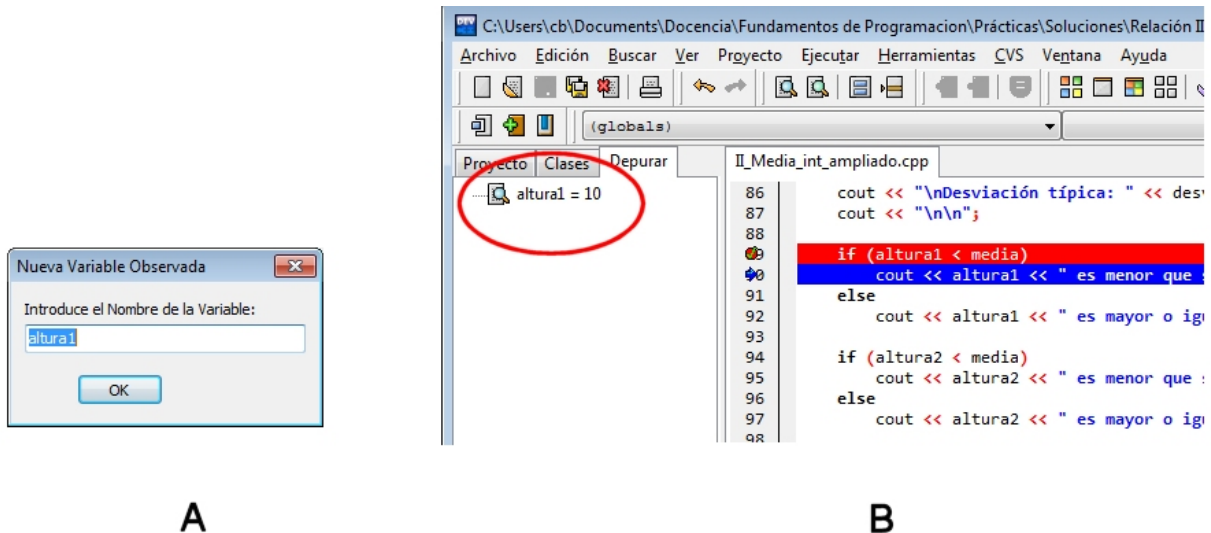 Nueva Variable Observada
Introduce el Nombre de la Variable:
altura1
OK
A
C:\Users\cb\Documents\Docencia\Fundamentos de Programacion\Prácticas\Soluciones\Relación II
Archivo Edición Buscar Ver Proyecto Ejecutar Herramientas CVS Ventana Ayuda
(globals)
Proyecto Clases Depurar
altura1 = 10
II_Media_int_ampliado.cpp
86 cout << "\nDesviación típica: " << des
87 cout << "\n\n";
88
if (altura1 < media)
cout << altura1 << " es menor que
91 else
92 cout << altura1 << " es mayor o ig
93
94 if (altura2 < media)
95 cout << altura2 << " es menor que
96 else
97 cout << altura2 << " es mayor o ig
98
B